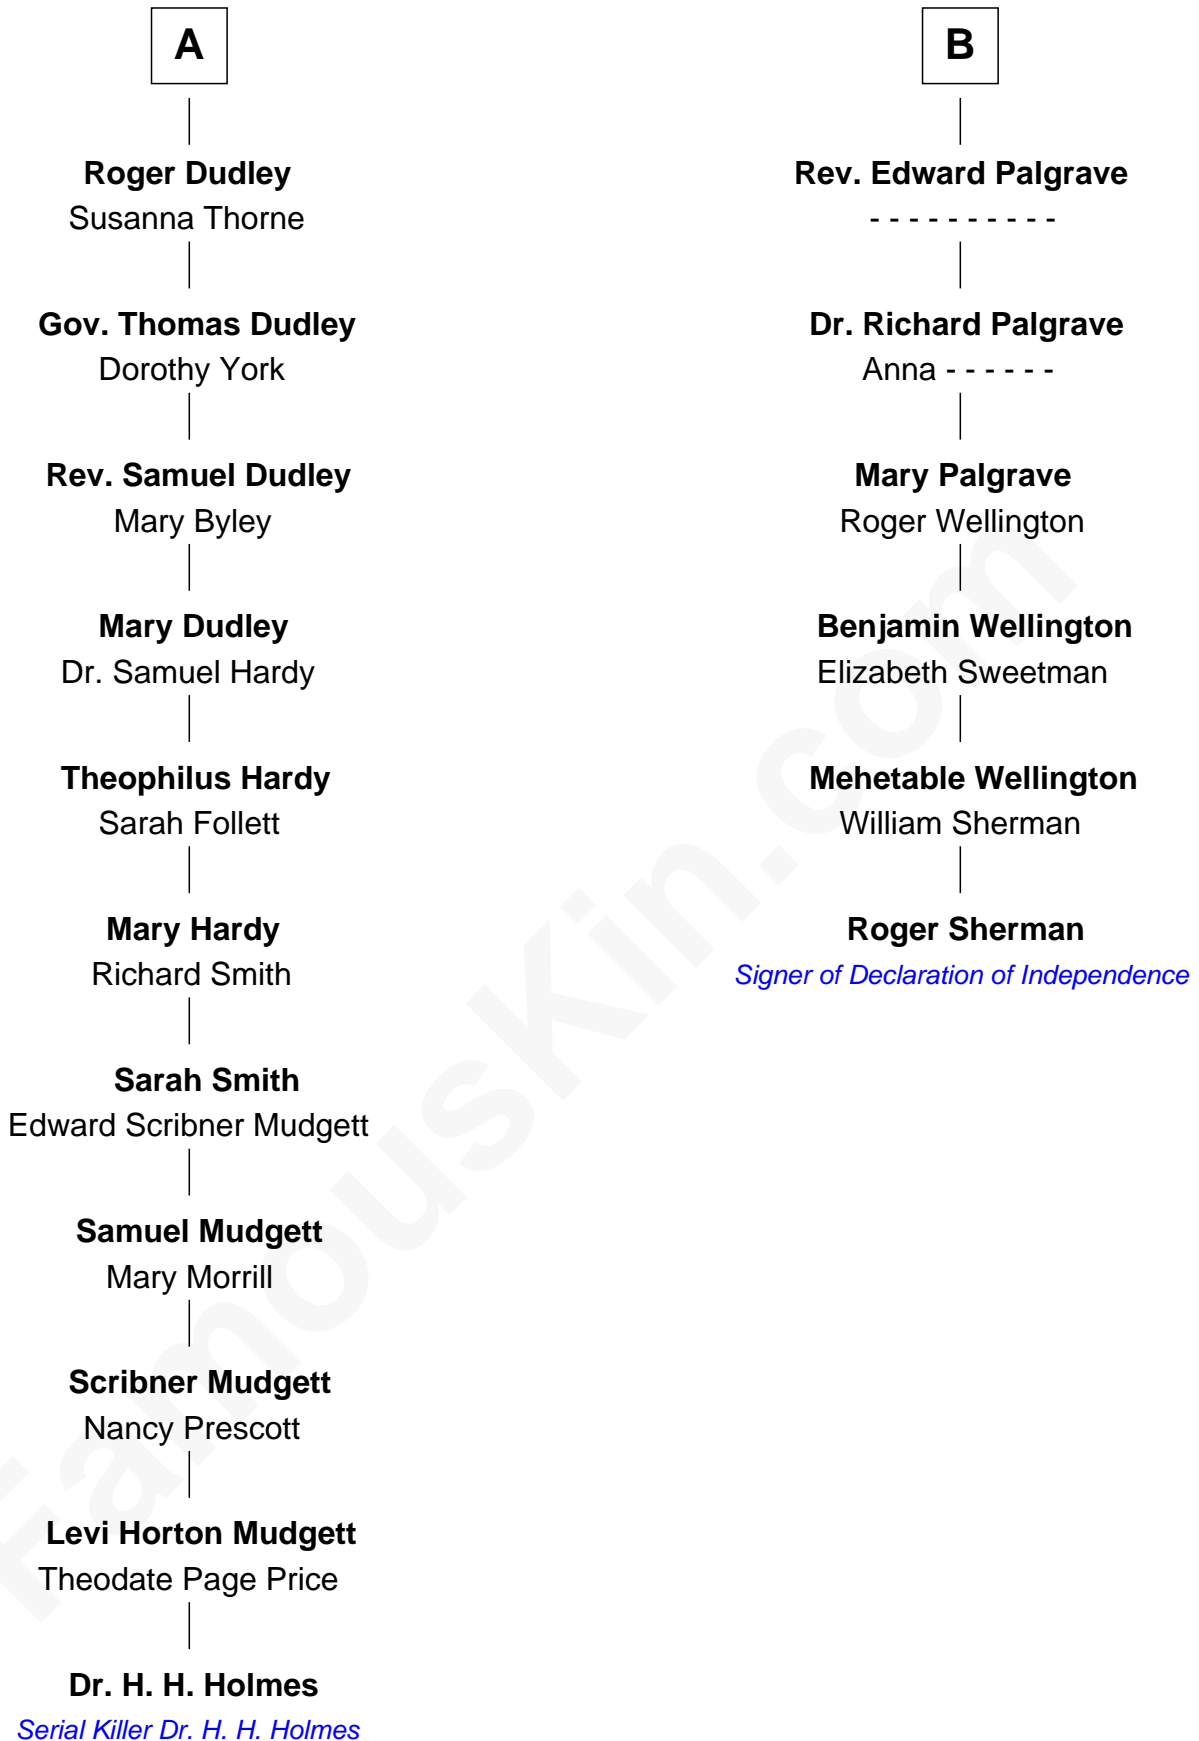 A
Roger Dudley
Susanna Thorne
Gov. Thomas Dudley
Dorothy York
Rev. Samuel Dudley
Mary Byley
Mary Dudley
Dr. Samuel Hardy
Theophilus Hardy
Sarah Follett
Mary Hardy
Richard Smith
Sarah Smith
Edward Scribner Mudgett
Samuel Mudgett
Mary Morrill
Scribner Mudgett
Nancy Prescott
Levi Horton Mudgett
Theodate Page Price
Dr. H. H. Holmes
Serial Killer Dr. H. H. Holmes
B
Rev. Edward Palgrave
- - - - - - - - - -
Dr. Richard Palgrave
Anna - - - - - -
Mary Palgrave
Roger Wellington
Benjamin Wellington
Elizabeth Sweetman
Mehetable Wellington
William Sherman
Roger Sherman
Signer of Declaration of Independence
FamousKin.com